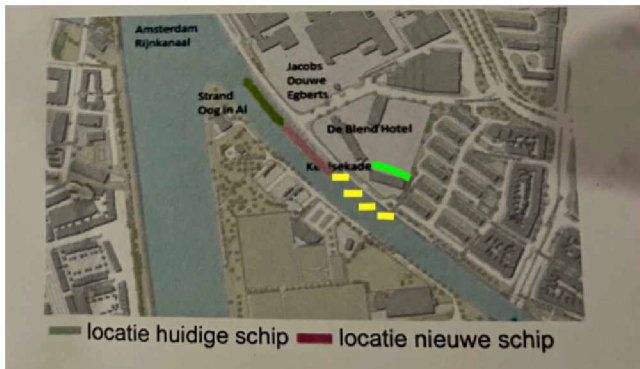 Amsterdam
Rijnkanaal
Jacobs
Douwe
Egberts
Strand
Oog in Al
De Blend Hotel
locatie huidige schip
locatie nieuwe schip